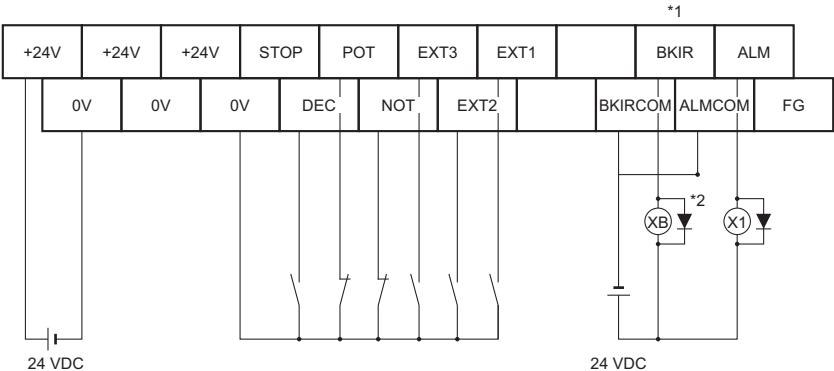 *1
+24V +24V +24V STOP POT EXT3 EXT1 BKIR ALM
0V 0V 0V DEC NOT EXT2 BKIRCOM ALMCOM FG
*2
XB X1
24 VDC 24 VDC